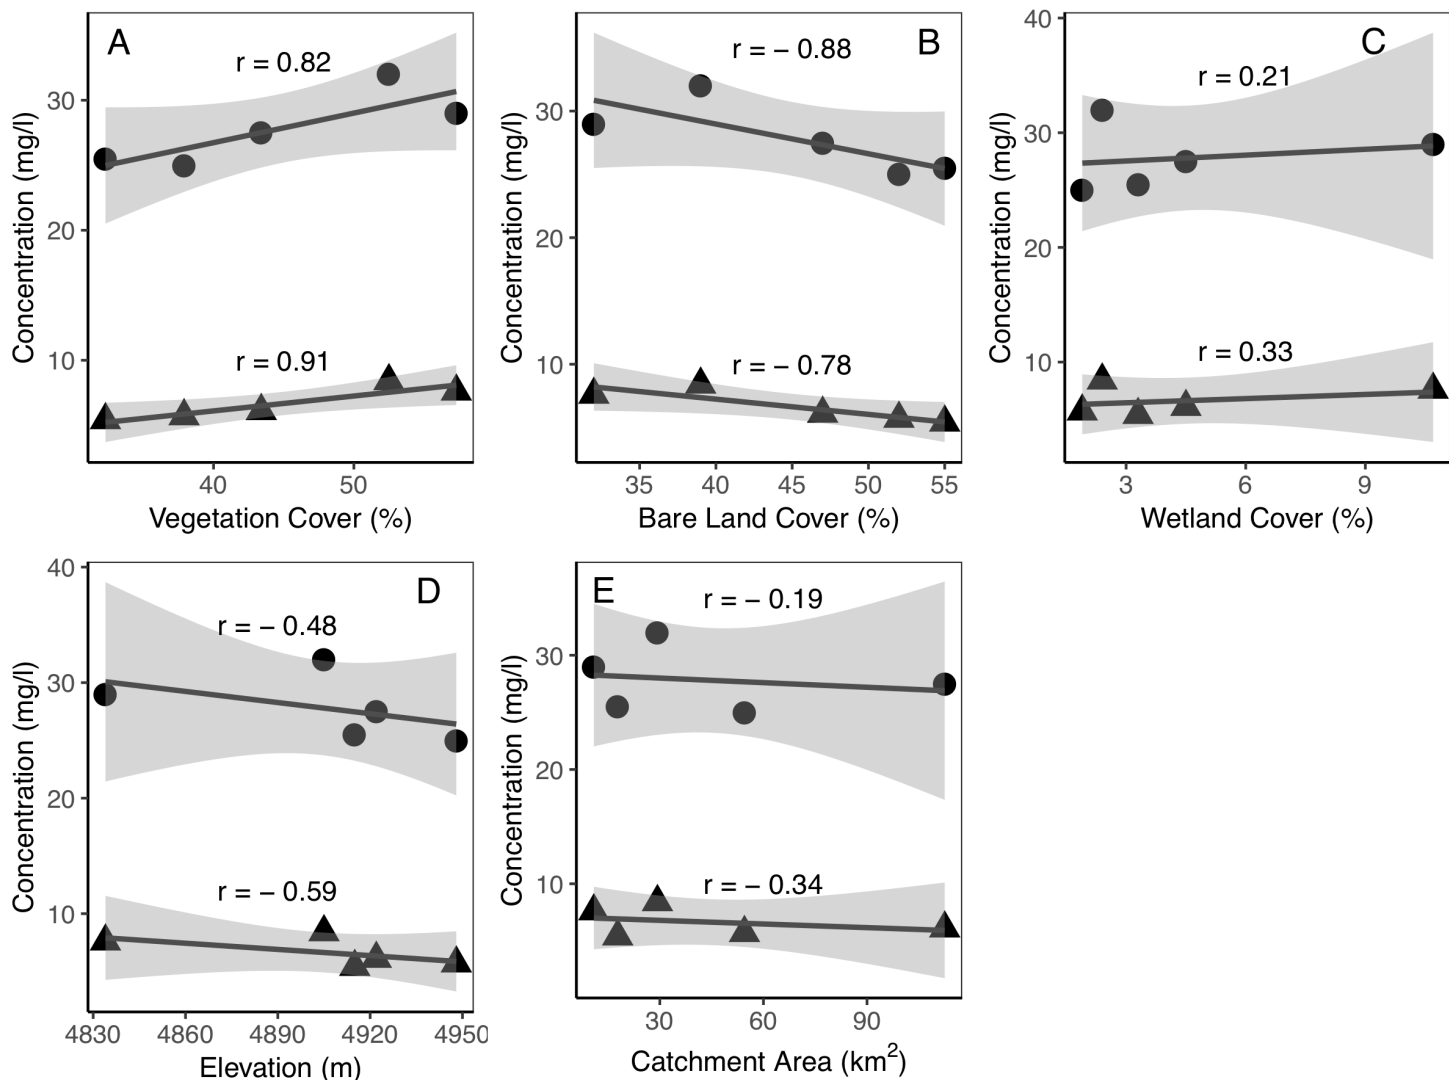 A
r = 0.82
r = 0.91
30
20
10
40
50
Concentration (mg/l)
Vegetation Cover (%)
B
r = − 0.88
r = − 0.78
30
20
10
35
40
45
50
55
Concentration (mg/l)
Bare Land Cover (%)
C
r = 0.21
r = 0.33
40
30
20
10
3
6
9
Concentration (mg/l)
Wetland Cover (%)
D
r = − 0.48
r = − 0.59
40
30
20
10
4830
4860
4890
4920
4950
Concentration (mg/l)
Elevation (m)
E
r = − 0.19
r = − 0.34
30
20
10
30
60
90
Concentration (mg/l)
Catchment Area (km²)